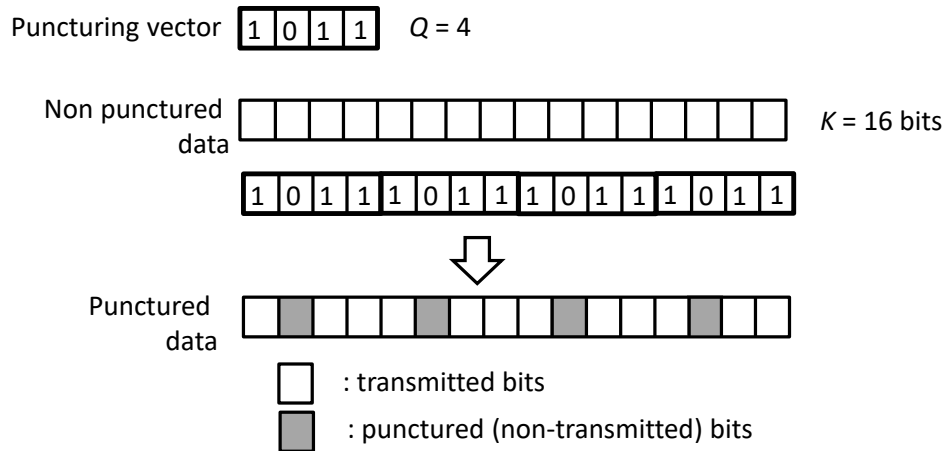 Puncturing vector 1 0 1 1 Q = 4
Non punctured
data
K = 16 bits
1 0 1 1 1 0 1 1 1 0 1 1 1 0 1 1
Punctured
data
: transmitted bits
: punctured (non-transmitted) bits